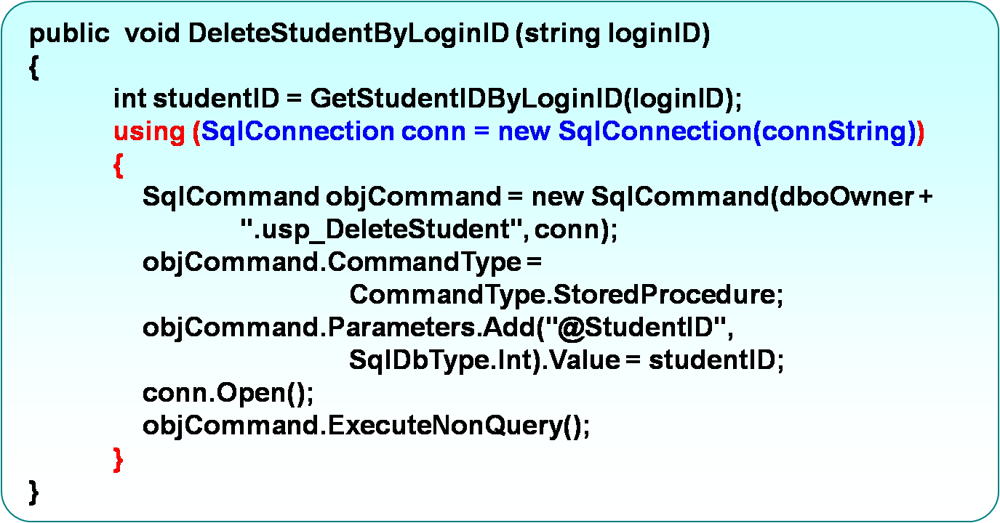 public  void DeleteStudentByLoginID (string loginID)
{
int studentID = GetStudentIDByLoginID(loginID);
using (SqlConnection conn = new SqlConnection(connString))
{
SqlCommand objCommand = new SqlCommand(dboOwner +
".usp_DeleteStudent", conn);
objCommand.CommandType =
CommandType.StoredProcedure;
objCommand.Parameters.Add("@StudentID",
SqlDbType.Int).Value = studentID;
conn.Open();
objCommand.ExecuteNonQuery();
}
}